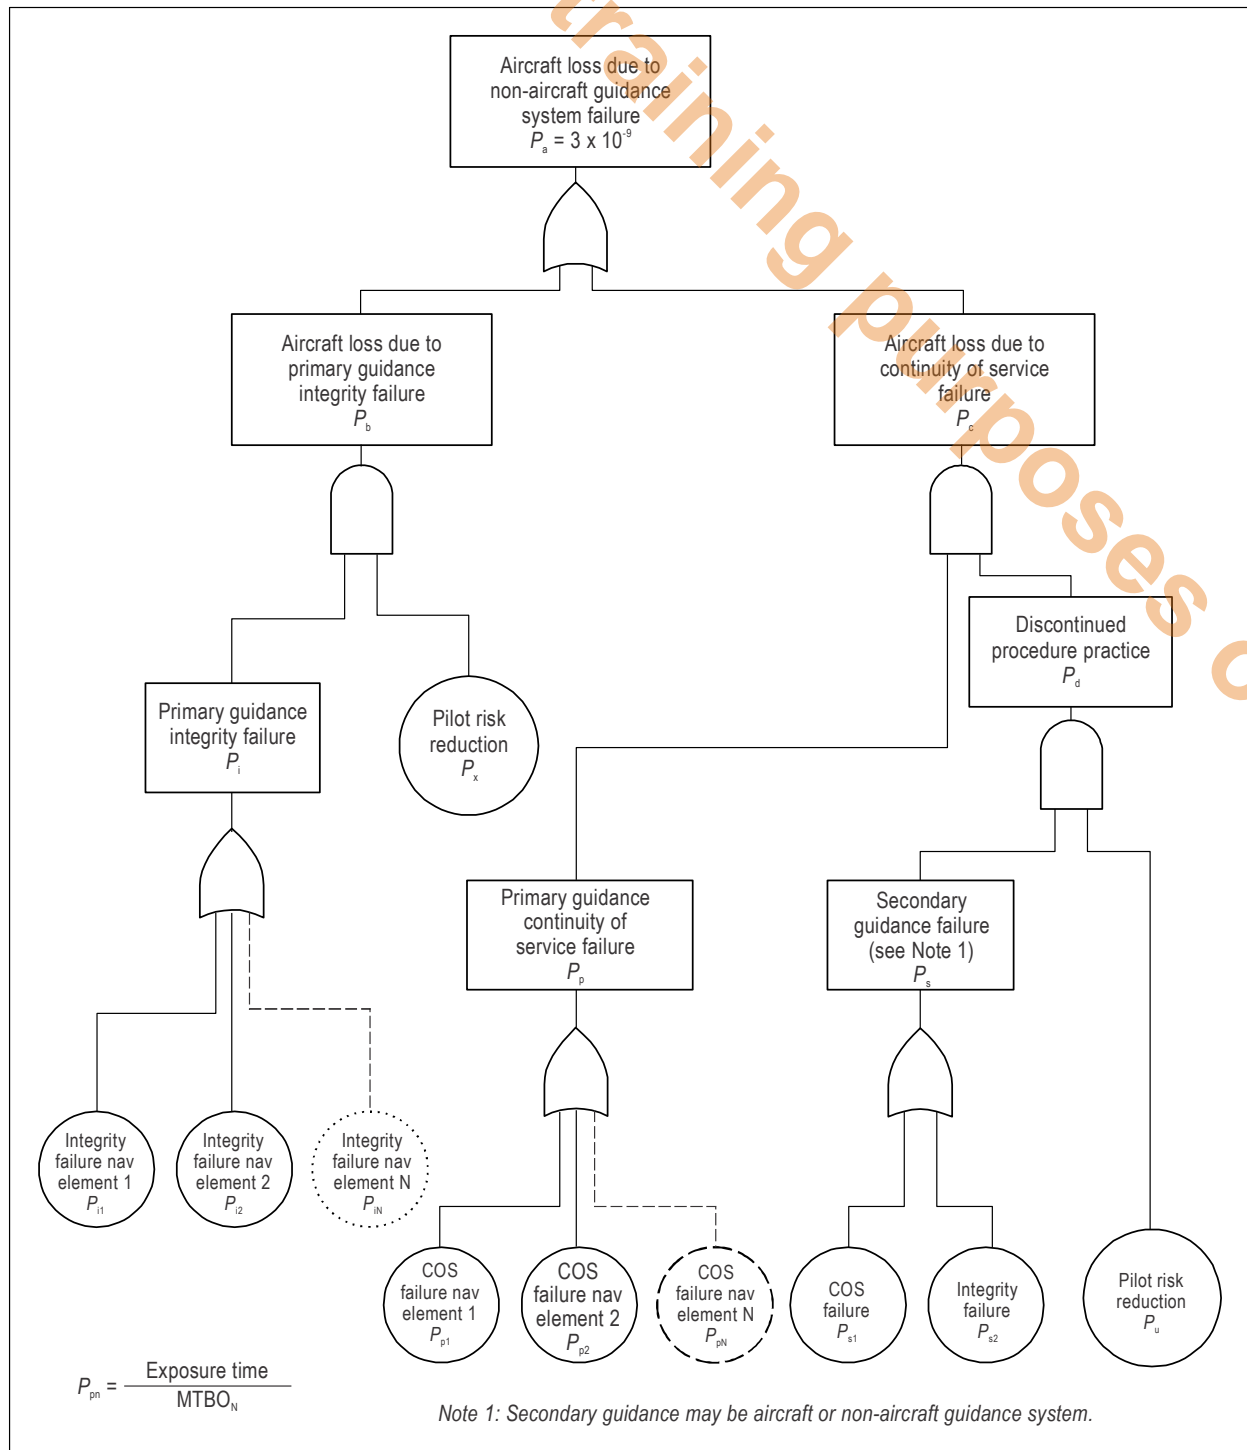 training purposes o
Aircraft loss due to
non-aircraft guidance
system failure
Pa = 3 x 10-9
Aircraft loss due to
primary guidance
integrity failure
Pb
Aircraft loss due to
continuity of service
failure
Pc
Discontinued
procedure practice
Pd
Primary guidance
integrity failure
Pi
Pilot risk
reduction
Px
Primary guidance
continuity of
service failure
Pp
Secondary
guidance failure
(see Note 1)
Ps
Integrity
failure nav
element 1
Pi1
Integrity
failure nav
element 2
Pi2
Integrity
failure nav
element N
PiN
COS
failure nav
element 1
Pp1
COS
failure nav
element 2
Pp2
COS
failure nav
element N
PpN
COS
failure
Ps1
Integrity
failure
Ps2
Pilot risk
reduction
Pu
Ppn = Exposure time
MTBON
Note 1: Secondary guidance may be aircraft or non-aircraft guidance system.